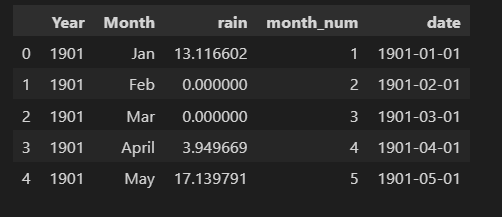 Year Month rain month_num date
0 1901 Jan 13.116602 1 1901-01-01
1 1901 Feb 0.000000 2 1901-02-01
2 1901 Mar 0.000000 3 1901-03-01
3 1901 April 3.949669 4 1901-04-01
4 1901 May 17.139791 5 1901-05-01